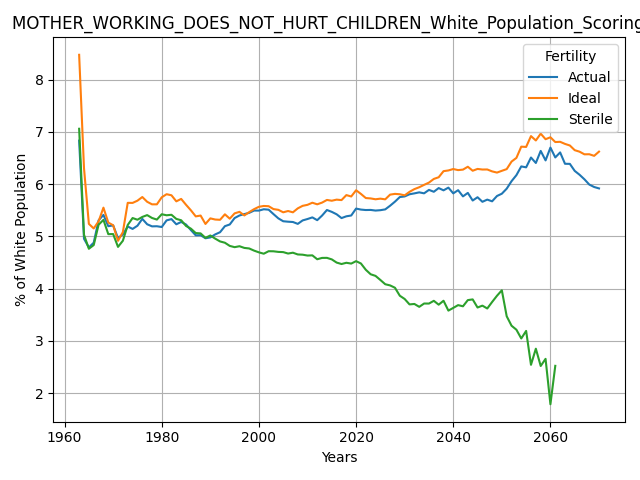 MOTHER_WORKING_DOES_NOT_HURT_CHILDREN_White_Population_Scoring
Fertility
Actual
Ideal
Sterile
8
7
6
5
4
3
2
% of White Population
1960 1980 2000 2020 2040 2060
Years